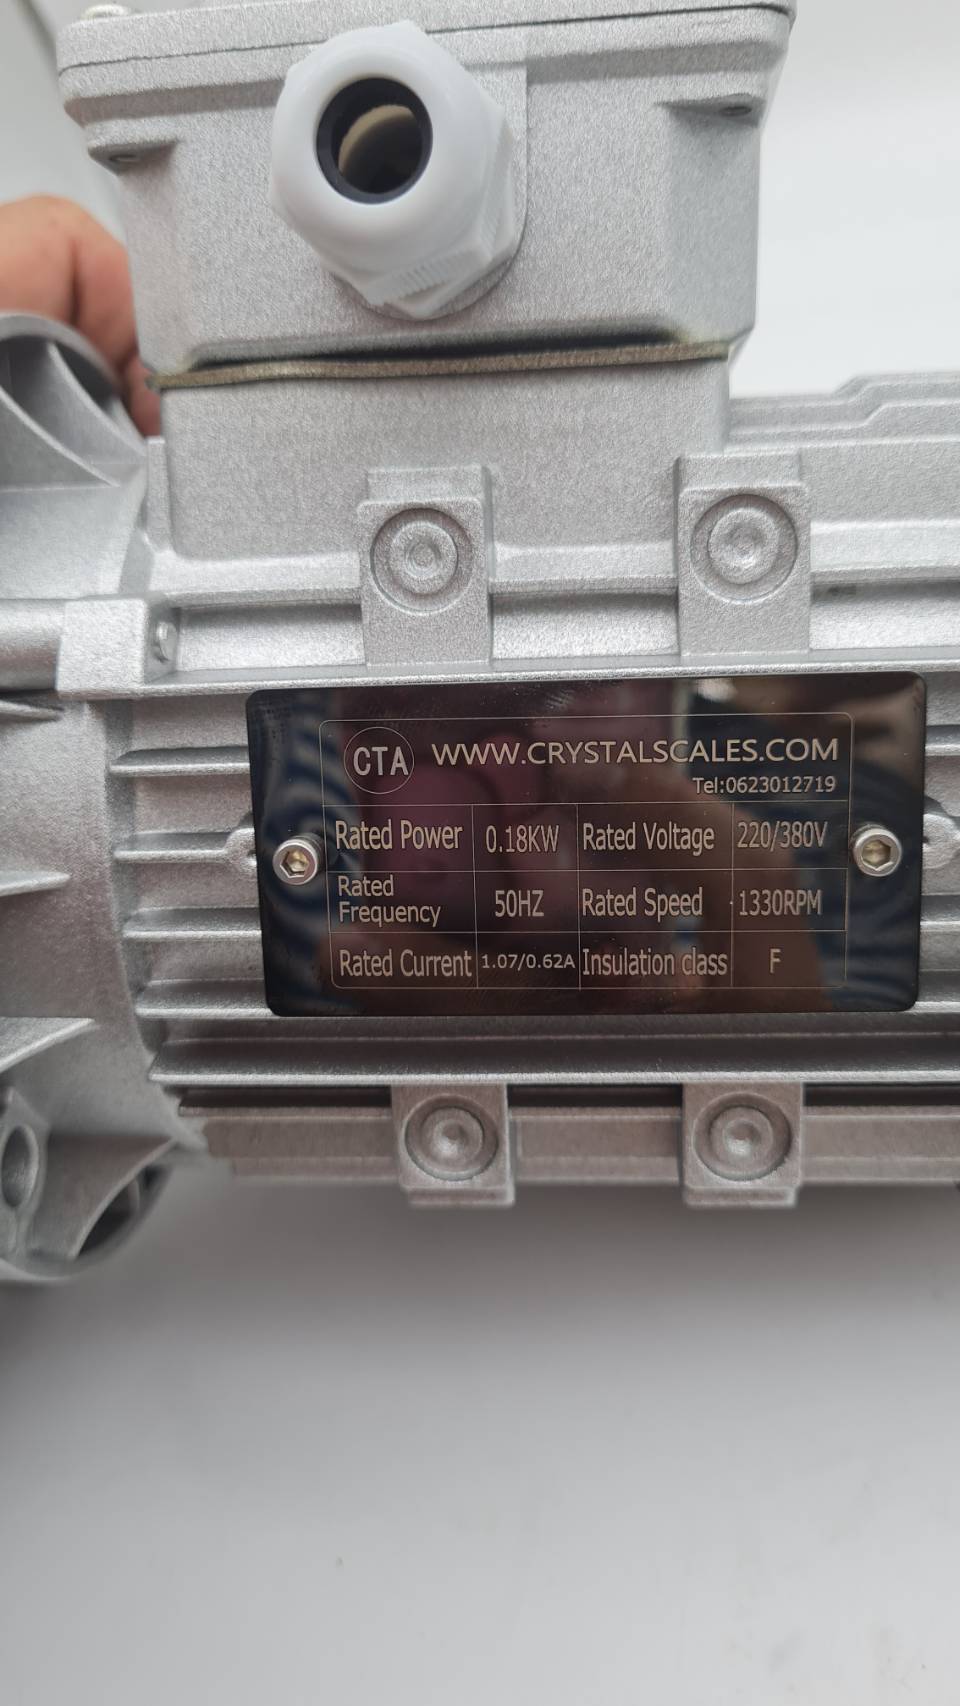 CTA WWW.CRYSTALSCALES.COM
Tel:0623012719
Rated Power 0.18KW Rated Voltage 220/380V
Rated Frequency 50HZ Rated Speed 1330RPM
Rated Current 1.07/0.62A Insulation class F